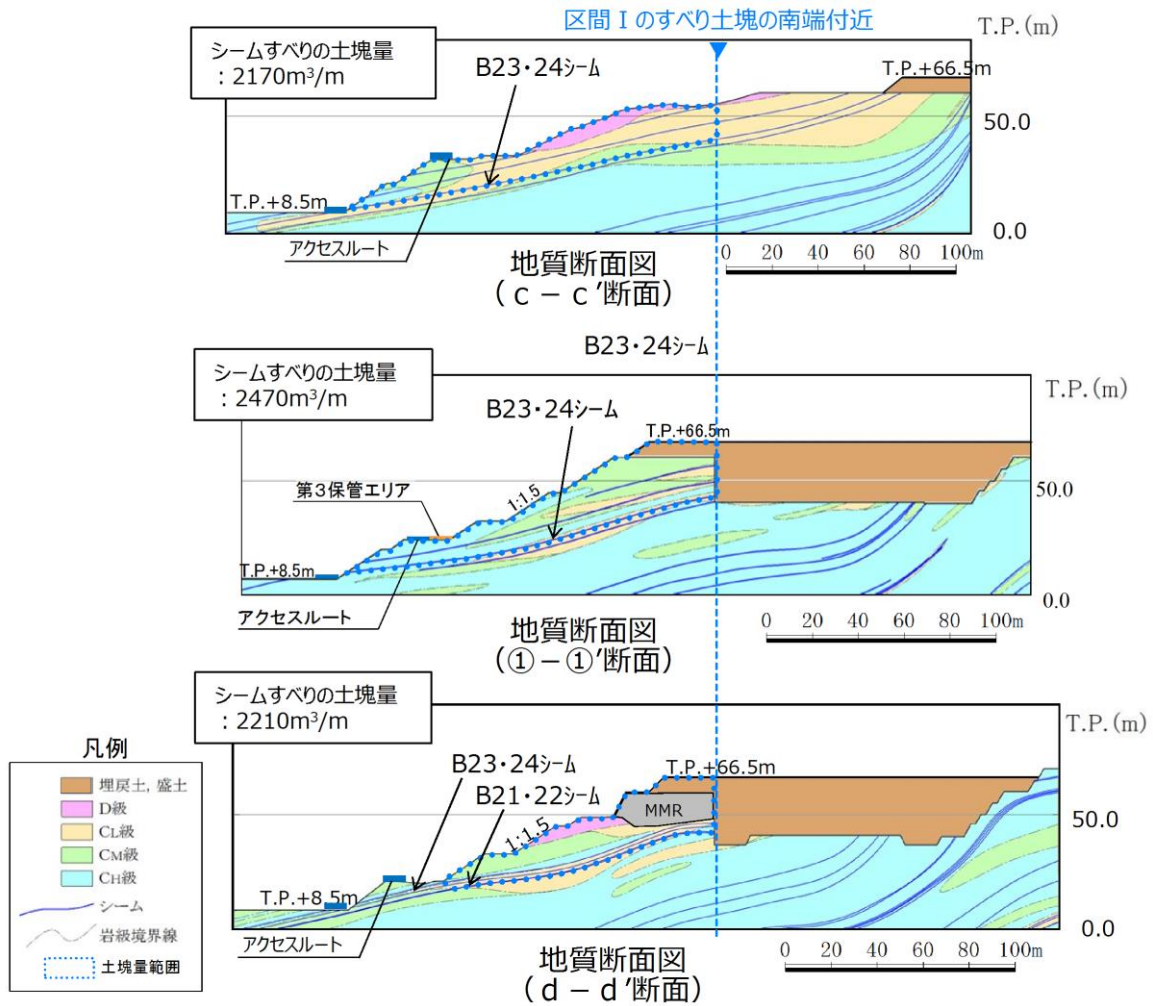 区間Ⅰのすべり土塊の南端付近
T.P.(m)
シームすべりの土塊量
：2170m³/m
B23・24シーム
T.P.+66.5m
50.0
T.P.+8.5m
0.0
アクセスルート
地質断面図
（ｃ－ｃ′断面）
0 20 40 60 80 100m
B23・24シーム
T.P.(m)
シームすべりの土塊量
：2470m³/m
B23・24シーム
T.P.+66.5m
第3保管エリア
1:1.5
50.0
T.P.+8.5m
0.0
アクセスルート
地質断面図
（①－①′断面）
0 20 40 60 80 100m
シームすべりの土塊量
：2210m³/m
T.P.(m)
B23・24シーム
T.P.+66.5m
B21・22シーム
MMR
1:1.5
50.0
T.P.+8.5m
0.0
アクセスルート
地質断面図
（ｄ－ｄ′断面）
0 20 40 60 80 100m
凡例
埋戻土，盛土
D級
CL級
CM級
CH級
シーム
岩級境界線
土塊量範囲